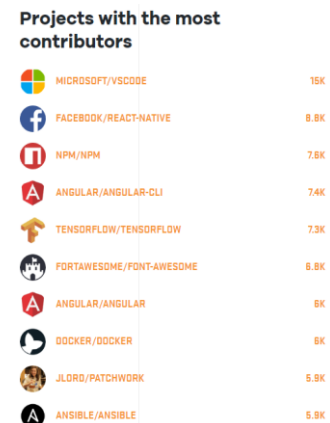 Projects with the most
contributors
MICROSOFT/VSCODE 15K
FACEBOOK/REACT-NATIVE 8.8K
NPM/NPM 7.6K
ANGULAR/ANGULAR-CLI 7.4K
TENSORFLOW/TENSORFLOW 7.3K
FORTAWESOME/FONT-AWESOME 6.8K
ANGULAR/ANGULAR 6K
DOCKER/DOCKER 6K
JLORD/PATCHWORK 5.9K
ANSIBLE/ANSIBLE 5.9K